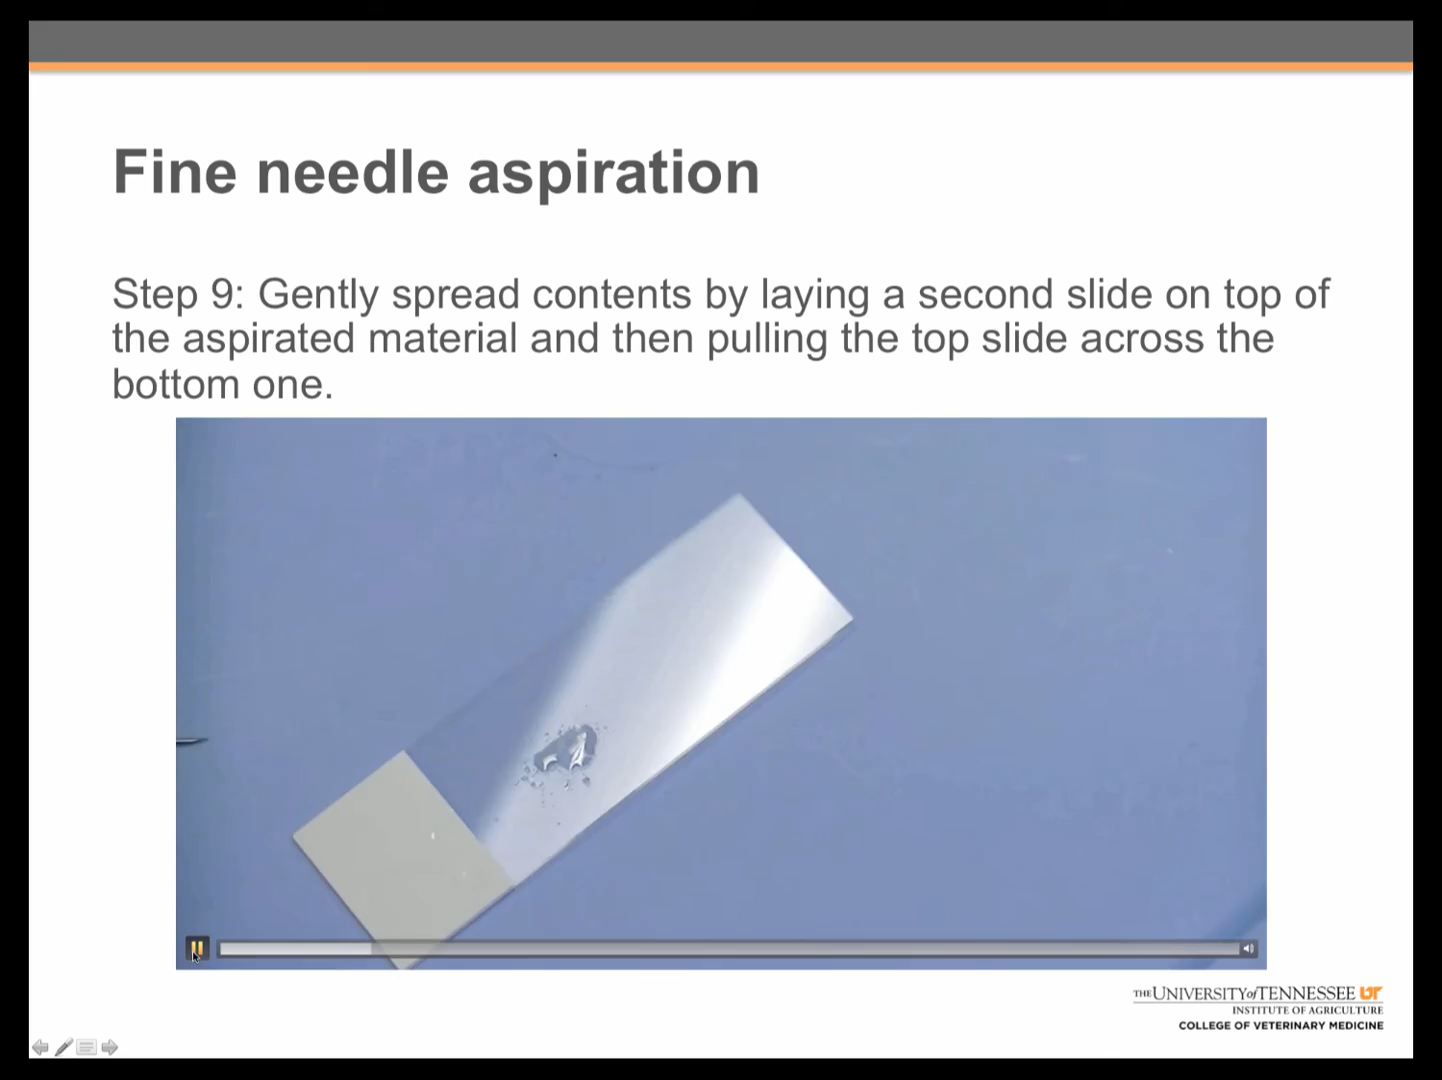 Fine needle aspiration
Step 9: Gently spread contents by laying a second slide on top of
the aspirated material and then pulling the top slide across the
bottom one.
THE UNIVERSITY of TENNESSEE UT
INSTITUTE OF AGRICULTURE
COLLEGE OF VETERINARY MEDICINE